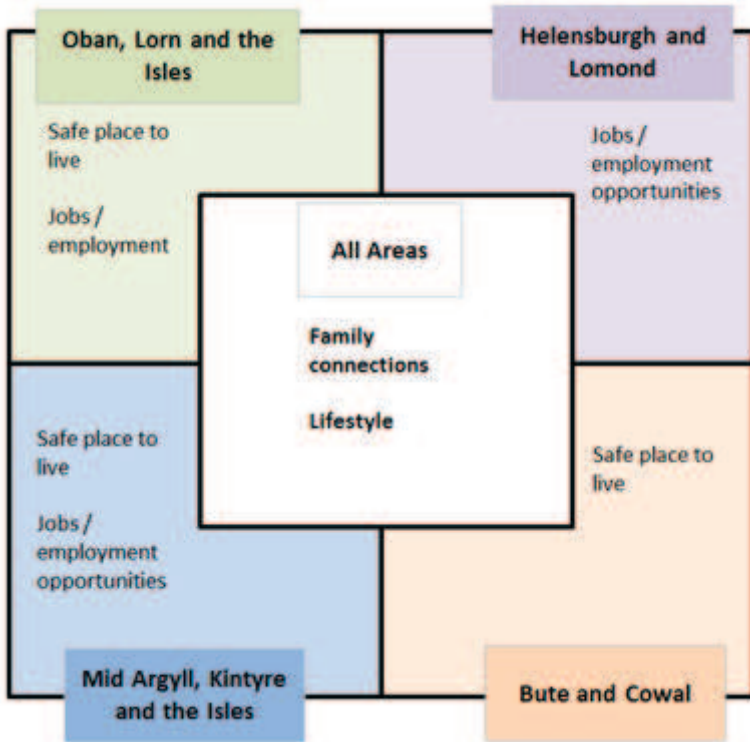 Oban, Lorn and the
Isles
Safe place to
live
Jobs /
employment
Helensburgh and
Lomond
Jobs /
employment
opportunities
All Areas
Family
connections
Lifestyle
Safe place to
live
Jobs /
employment
opportunities
Mid Argyll, Kintyre
and the Isles
Safe place to
live
Bute and Cowal